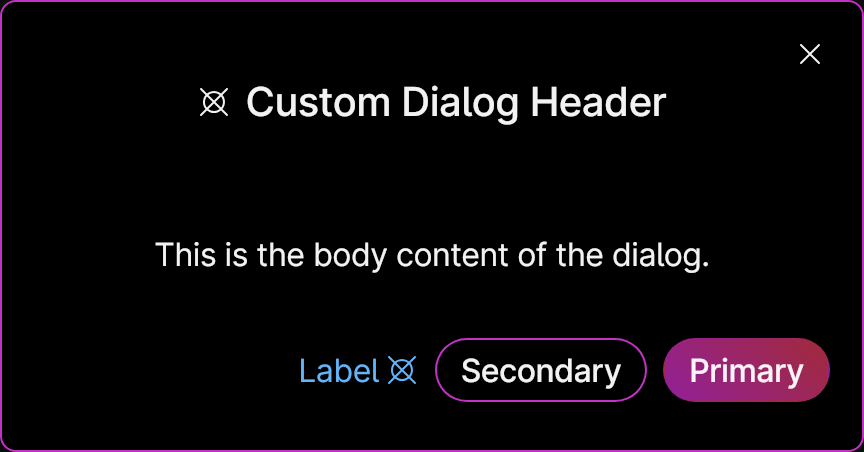 Custom Dialog Header
This is the body content of the dialog.
Label
Secondary
Primary